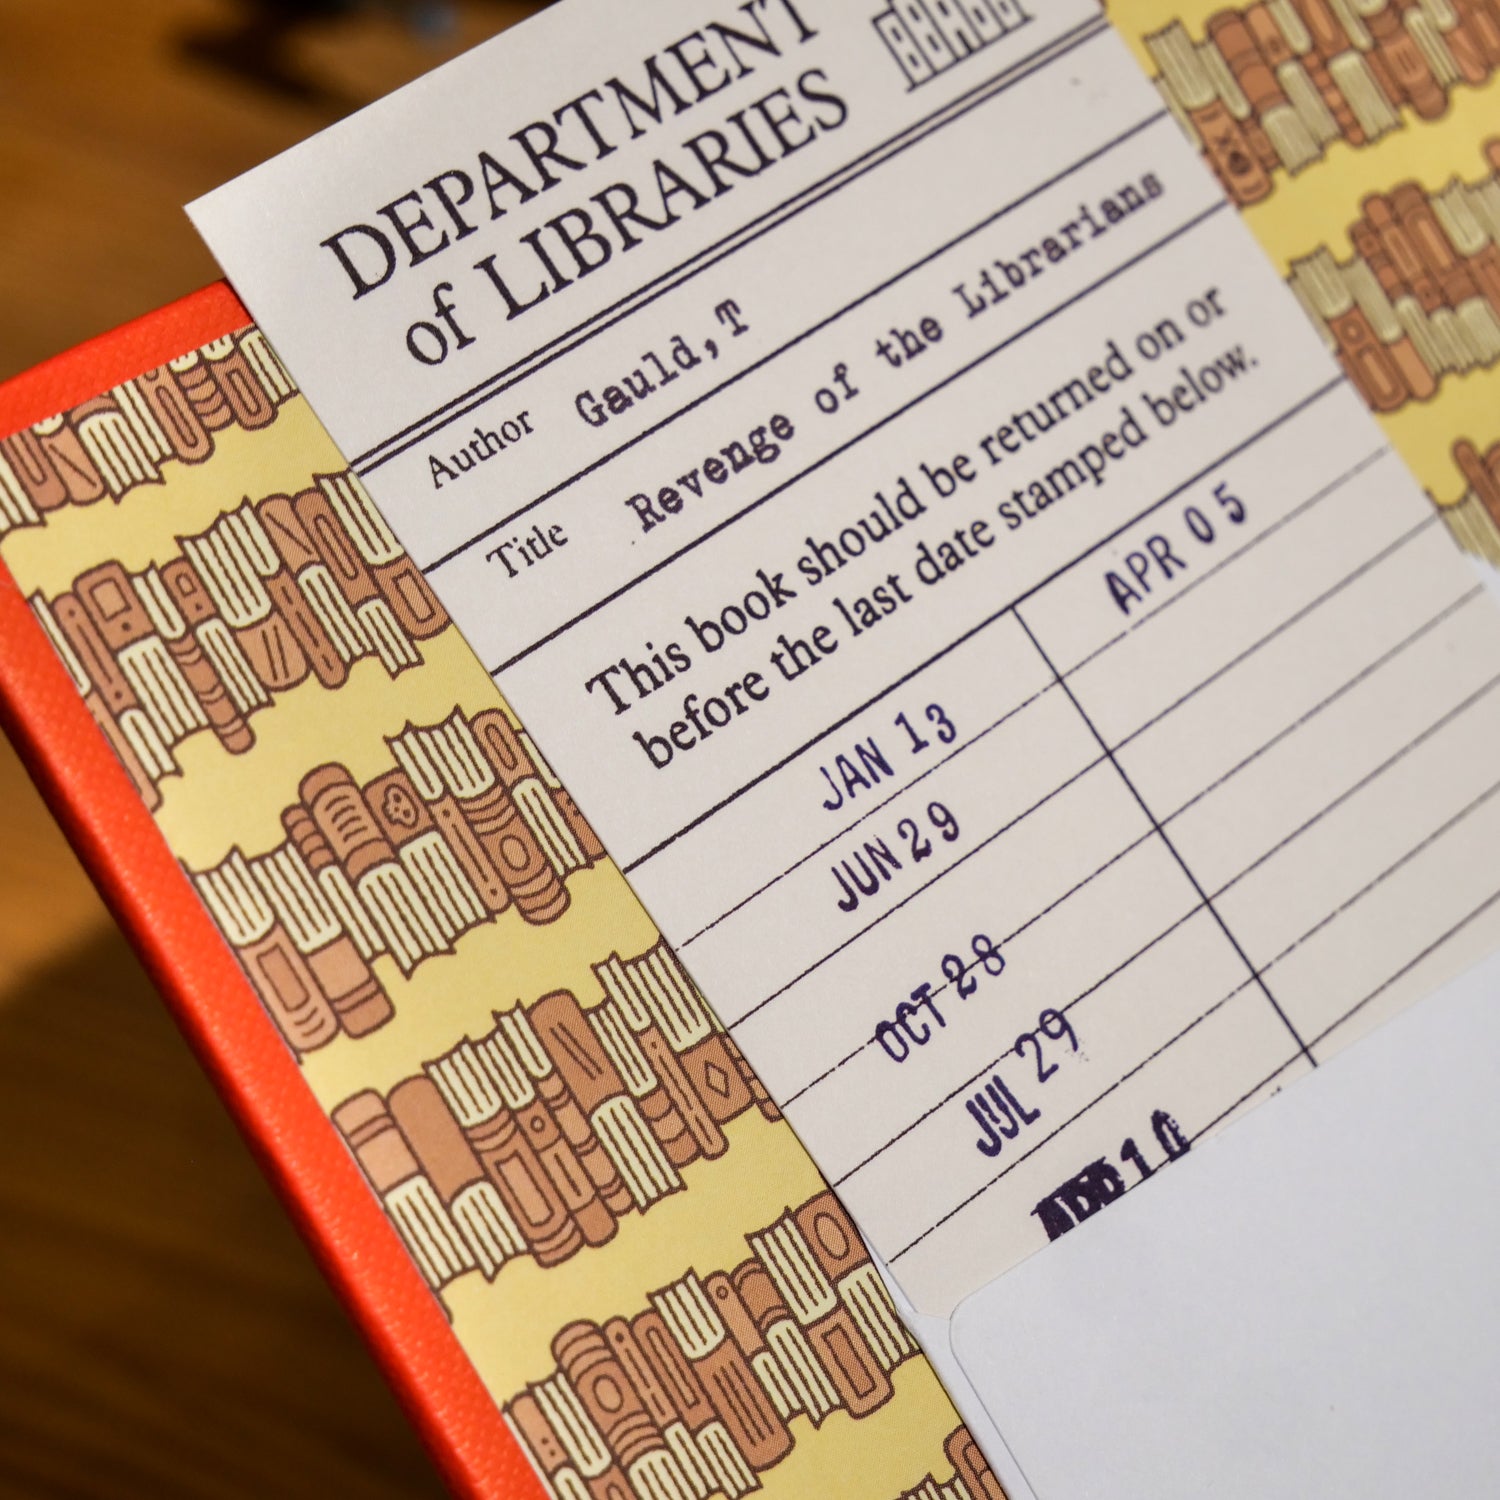 DEPARTMENT
of LIBRARIES
Author Gauld, T
Title Revenge of the Librarians
This book should be returned on or
before the last date stamped below.
APR 05
JAN 13
JUN 29
OCT 28
JUL 29
10